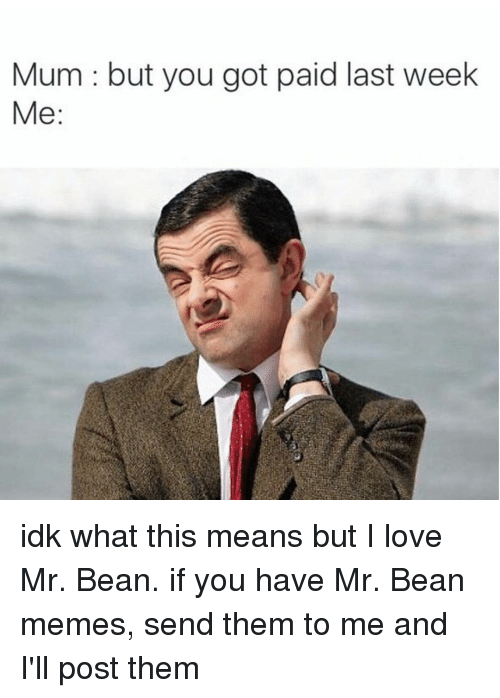 Mum : but you got paid last week
Me:
idk what this means but I love
Mr. Bean. if you have Mr. Bean
memes, send them to me and
I'll post them